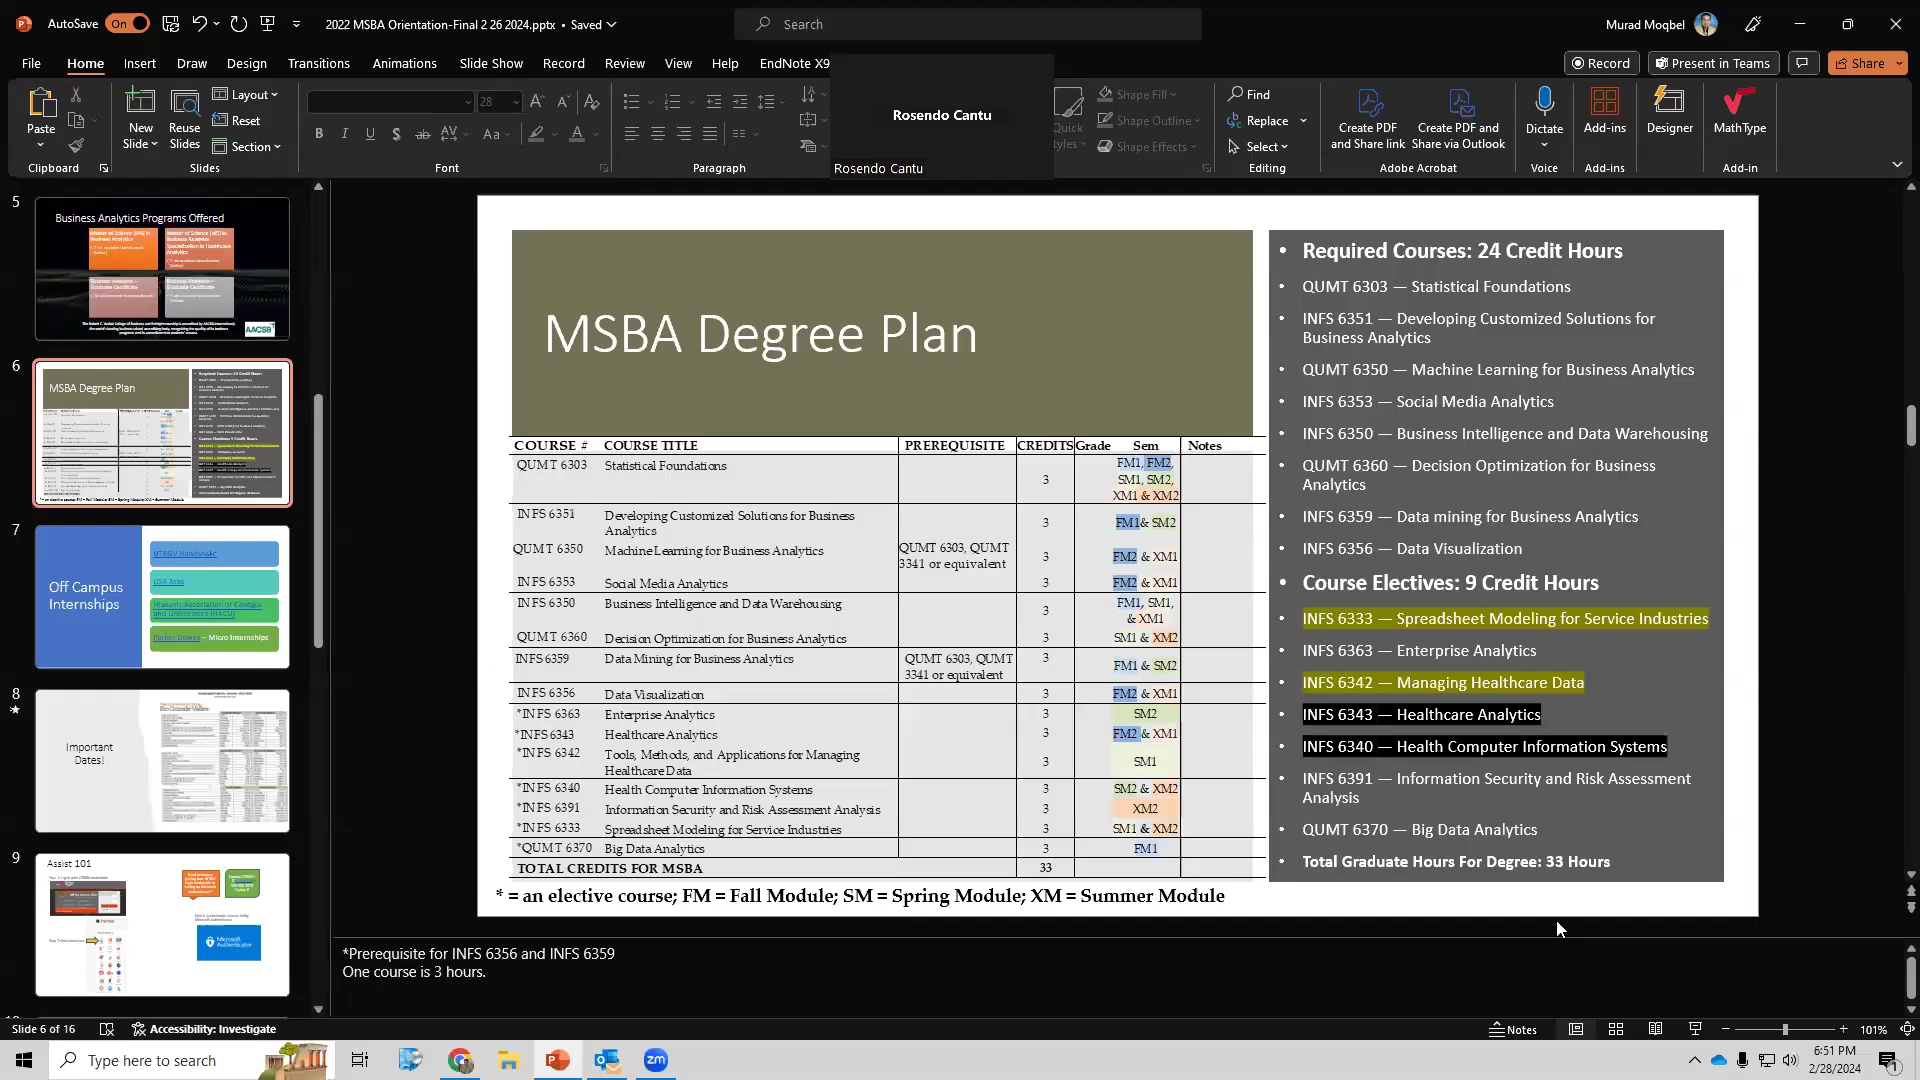 AutoSave On 2022 MSBA Orientation-Final 2 26 2024.pptx • Saved Search Murad Moqbel
File Home Insert Draw Design Transitions Animations Slide Show Record Review View Help EndNote X9 Record Present in Teams Share
Rosendo Cantu
Rosendo Cantu
Paste
New Slide
Reuse Slides
Layout
Reset
Section
28
Quick Styles
Shape Fill
Shape Outline
Shape Effects
Find
Replace
Select
Create PDF and Share link
Create PDF and Share via Outlook
Dictate
Add-ins
Designer
MathType
Clipboard Slides Font Paragraph Editing Adobe Acrobat Voice Add-ins Add-in
5
Business Analytics Programs Offered
AACSB
6
MSBA Degree Plan
7
Off Campus
Internships
UTRGV Handshake
USA Jobs
Hispanic Association of Colleges
and Universities (HACU)
Parker Dewey – Micro Internships
8
Important
Dates!
9
Assist 101
Microsoft
Authenticator
MSBA Degree Plan
COURSE # COURSE TITLE PREREQUISITE CREDITS Grade Sem Notes
QUMT 6303 Statistical Foundations 3 FM1, FM2,
SM1, SM2,
XM1 & XM2
INFS 6351 Developing Customized Solutions for Business
Analytics 3 FM1& SM2
QUMT 6350 Machine Learning for Business Analytics QUMT 6303, QUMT
3341 or equivalent 3 FM2 & XM1
INFS 6353 Social Media Analytics 3 FM2 & XM1
INFS 6350 Business Intelligence and Data Warehousing 3 FM1, SM1,
& XM1
QUMT 6360 Decision Optimization for Business Analytics 3 SM1 & XM2
INFS 6359 Data Mining for Business Analytics QUMT 6303, QUMT
3341 or equivalent 3 FM1 & SM2
INFS 6356 Data Visualization 3 FM2 & XM1
*INFS 6363 Enterprise Analytics 3 SM2
*INFS 6343 Healthcare Analytics 3 FM2 & XM1
*INFS 6342 Tools, Methods, and Applications for Managing
Healthcare Data 3 SM1
*INFS 6340 Health Computer Information Systems 3 SM2 & XM2
*INFS 6391 Information Security and Risk Assessment Analysis 3 XM2
*INFS 6333 Spreadsheet Modeling for Service Industries 3 SM1 & XM2
*QUMT 6370 Big Data Analytics 3 FM1
TOTAL CREDITS FOR MSBA 33
* = an elective course; FM = Fall Module; SM = Spring Module; XM = Summer Module
• Required Courses: 24 Credit Hours
• QUMT 6303 — Statistical Foundations
• INFS 6351 — Developing Customized Solutions for
Business Analytics
• QUMT 6350 — Machine Learning for Business Analytics
• INFS 6353 — Social Media Analytics
• INFS 6350 — Business Intelligence and Data Warehousing
• QUMT 6360 — Decision Optimization for Business
Analytics
• INFS 6359 — Data mining for Business Analytics
• INFS 6356 — Data Visualization
• Course Electives: 9 Credit Hours
• INFS 6333 — Spreadsheet Modeling for Service Industries
• INFS 6363 — Enterprise Analytics
• INFS 6342 — Managing Healthcare Data
• INFS 6343 — Healthcare Analytics
• INFS 6340 — Health Computer Information Systems
• INFS 6391 — Information Security and Risk Assessment
Analysis
• QUMT 6370 — Big Data Analytics
• Total Graduate Hours For Degree: 33 Hours
*Prerequisite for INFS 6356 and INFS 6359
One course is 3 hours.
Slide 6 of 16 Accessibility: Investigate Notes 101%
Type here to search
6:51 PM
2/28/2024